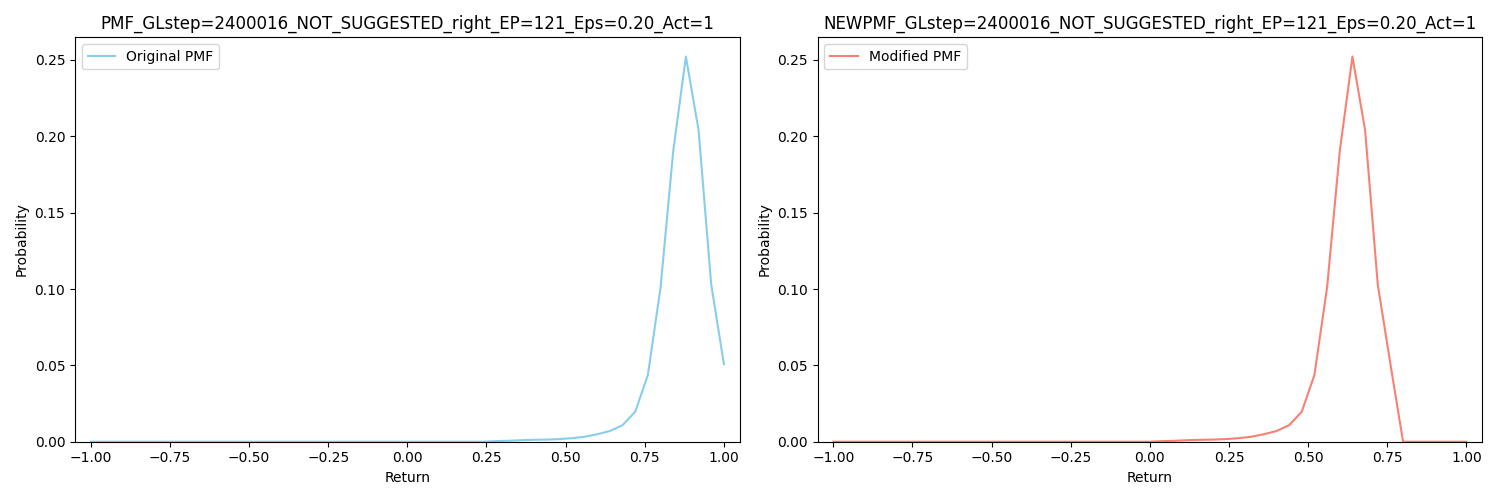 PMF_GLstep=2400016_NOT_SUGGESTED_right_EP=121_Eps=0.20_Act=1
Original PMF
0.25
0.20
0.15
0.10
0.05
0.00
Probability
−1.00 −0.75 −0.50 −0.25 0.00 0.25 0.50 0.75 1.00
Return
NEWPMF_GLstep=2400016_NOT_SUGGESTED_right_EP=121_Eps=0.20_Act=1
Modified PMF
0.25
0.20
0.15
0.10
0.05
0.00
Probability
−1.00 −0.75 −0.50 −0.25 0.00 0.25 0.50 0.75 1.00
Return